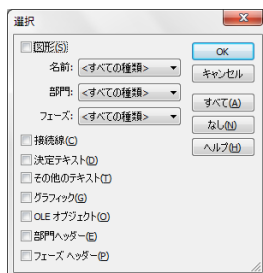 選択
図形(S)
名前: <すべての種類>
部門: <すべての種類>
フェーズ: <すべての種類>
接続線(C)
決定テキスト(D)
その他のテキスト(T)
グラフィック(G)
OLE オブジェクト(O)
部門ヘッダー(E)
フェーズ ヘッダー(P)
OK
キャンセル
すべて(A)
なし(N)
ヘルプ(H)